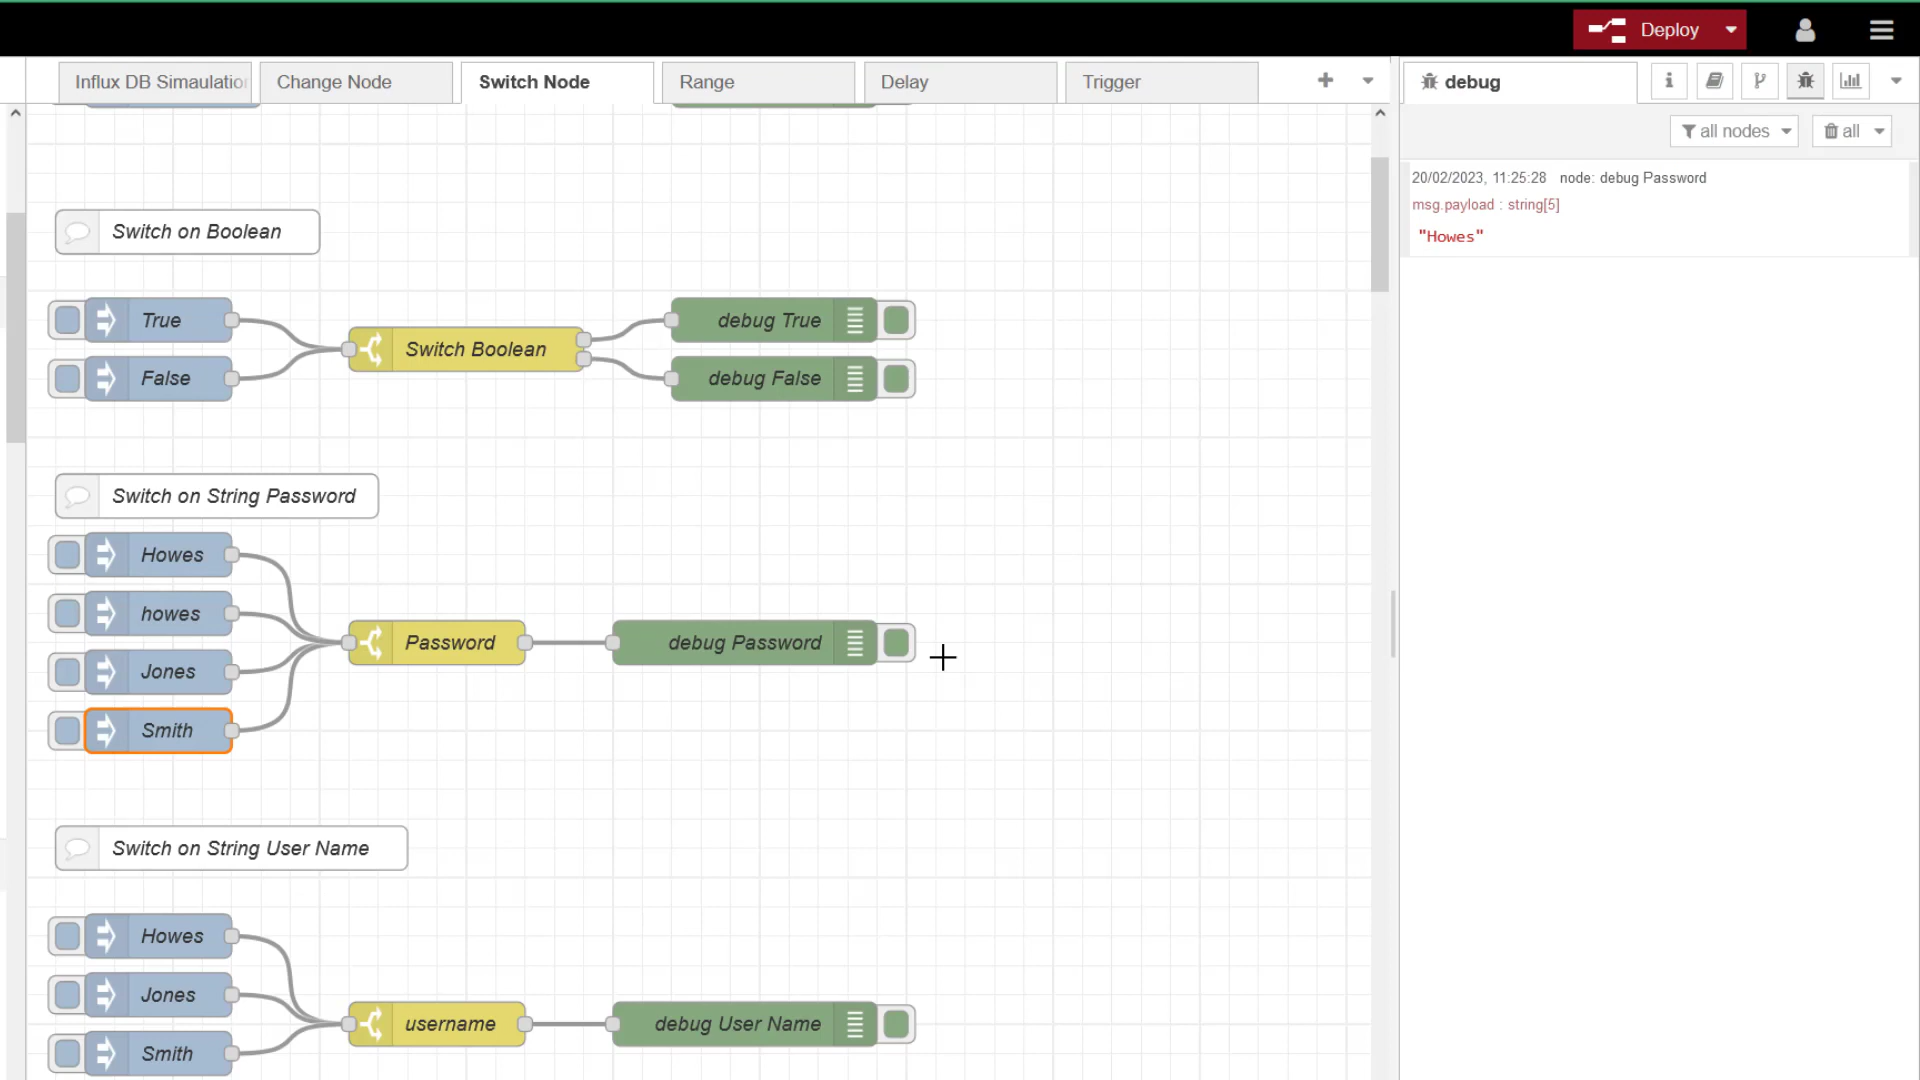 Deploy
Influx DB Simaulation
Change Node
Switch Node
Range
Delay
Trigger
debug
all nodes
all
20/02/2023, 11:25:28 node: debug Password
msg.payload : string[5]
"Howes"
Switch on Boolean
True
False
Switch Boolean
debug True
debug False
Switch on String Password
Howes
howes
Jones
Smith
Password
debug Password
Switch on String User Name
Howes
Jones
Smith
username
debug User Name